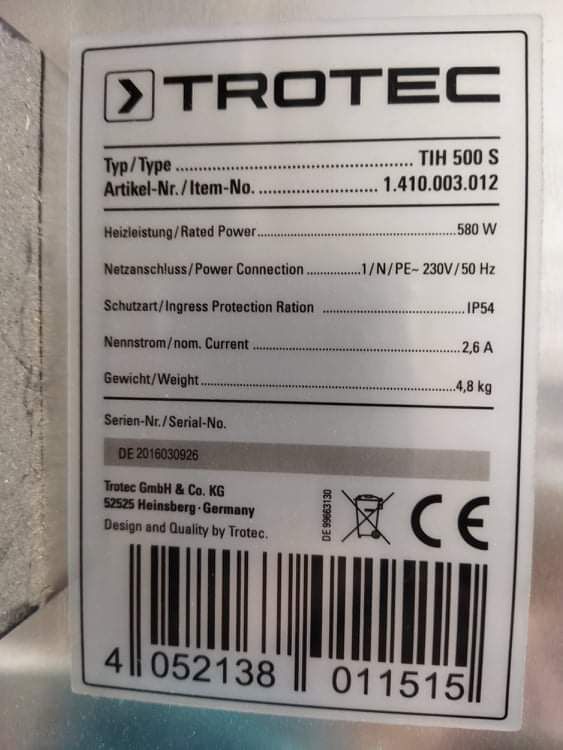 TROTEC
Typ/Type ........................................ TIH 500 S
Artikel-Nr./Item-No. ........................ 1.410.003.012
Heizleistung/Rated Power..................................................580 W
Netzanschluss/Power Connection ..............1/N/PE~ 230V/50 Hz
Schutzart/Ingress Protection Ration ...................................IP54
Nennstrom/nom. Current ....................................................2,6 A
Gewicht/Weight................................................................4,8 kg
Serien-Nr./Serial-No.
DE 2016030926
Trotec GmbH & Co. KG
52525 Heinsberg · Germany
Design and Quality by Trotec.
DE 99663130
CE
4 052138 011515